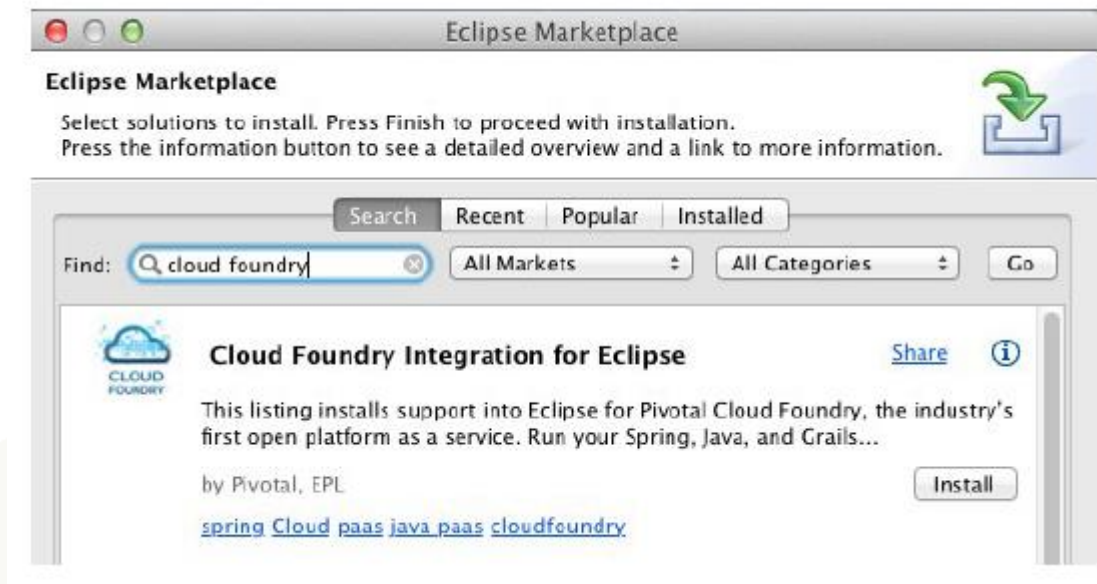 Eclipse Marketplace
Eclipse Marketplace
Select solutions to install. Press Finish to proceed with installation.
Press the information button to see a detailed overview and a link to more information.
Search Recent Popular Installed
Find: cloud foundry All Markets All Categories Go
CLOUD
FOUNDRY
Cloud Foundry Integration for Eclipse Share
This listing installs support into Eclipse for Pivotal Cloud Foundry, the industry's
first open platform as a service. Run your Spring, Java, and Grails...
by Pivotal, EPL Install
spring Cloud paas java paas cloudfoundry